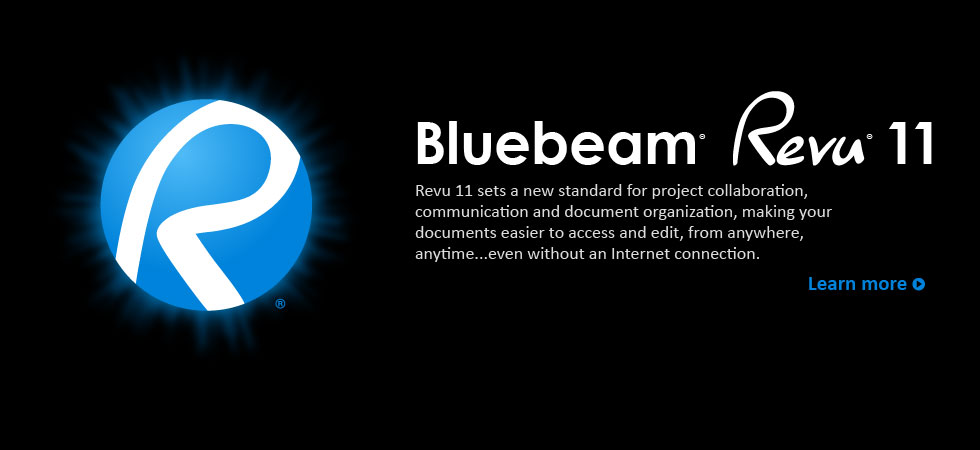 R
®
Bluebeam® Revu® 11
Revu 11 sets a new standard for project collaboration,
communication and document organization, making your
documents easier to access and edit, from anywhere,
anytime...even without an Internet connection.
Learn more